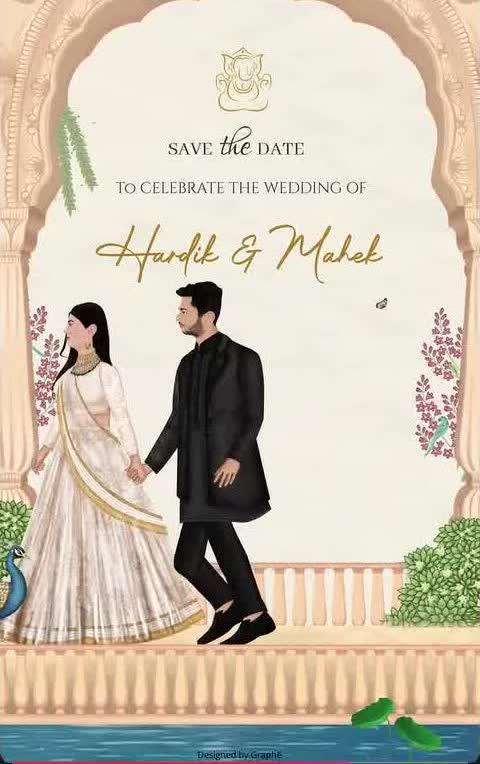 SAVE the DATE
To CELEBRATE THE WEDDING OF
Hardik & Mahek
Designed by Graphē